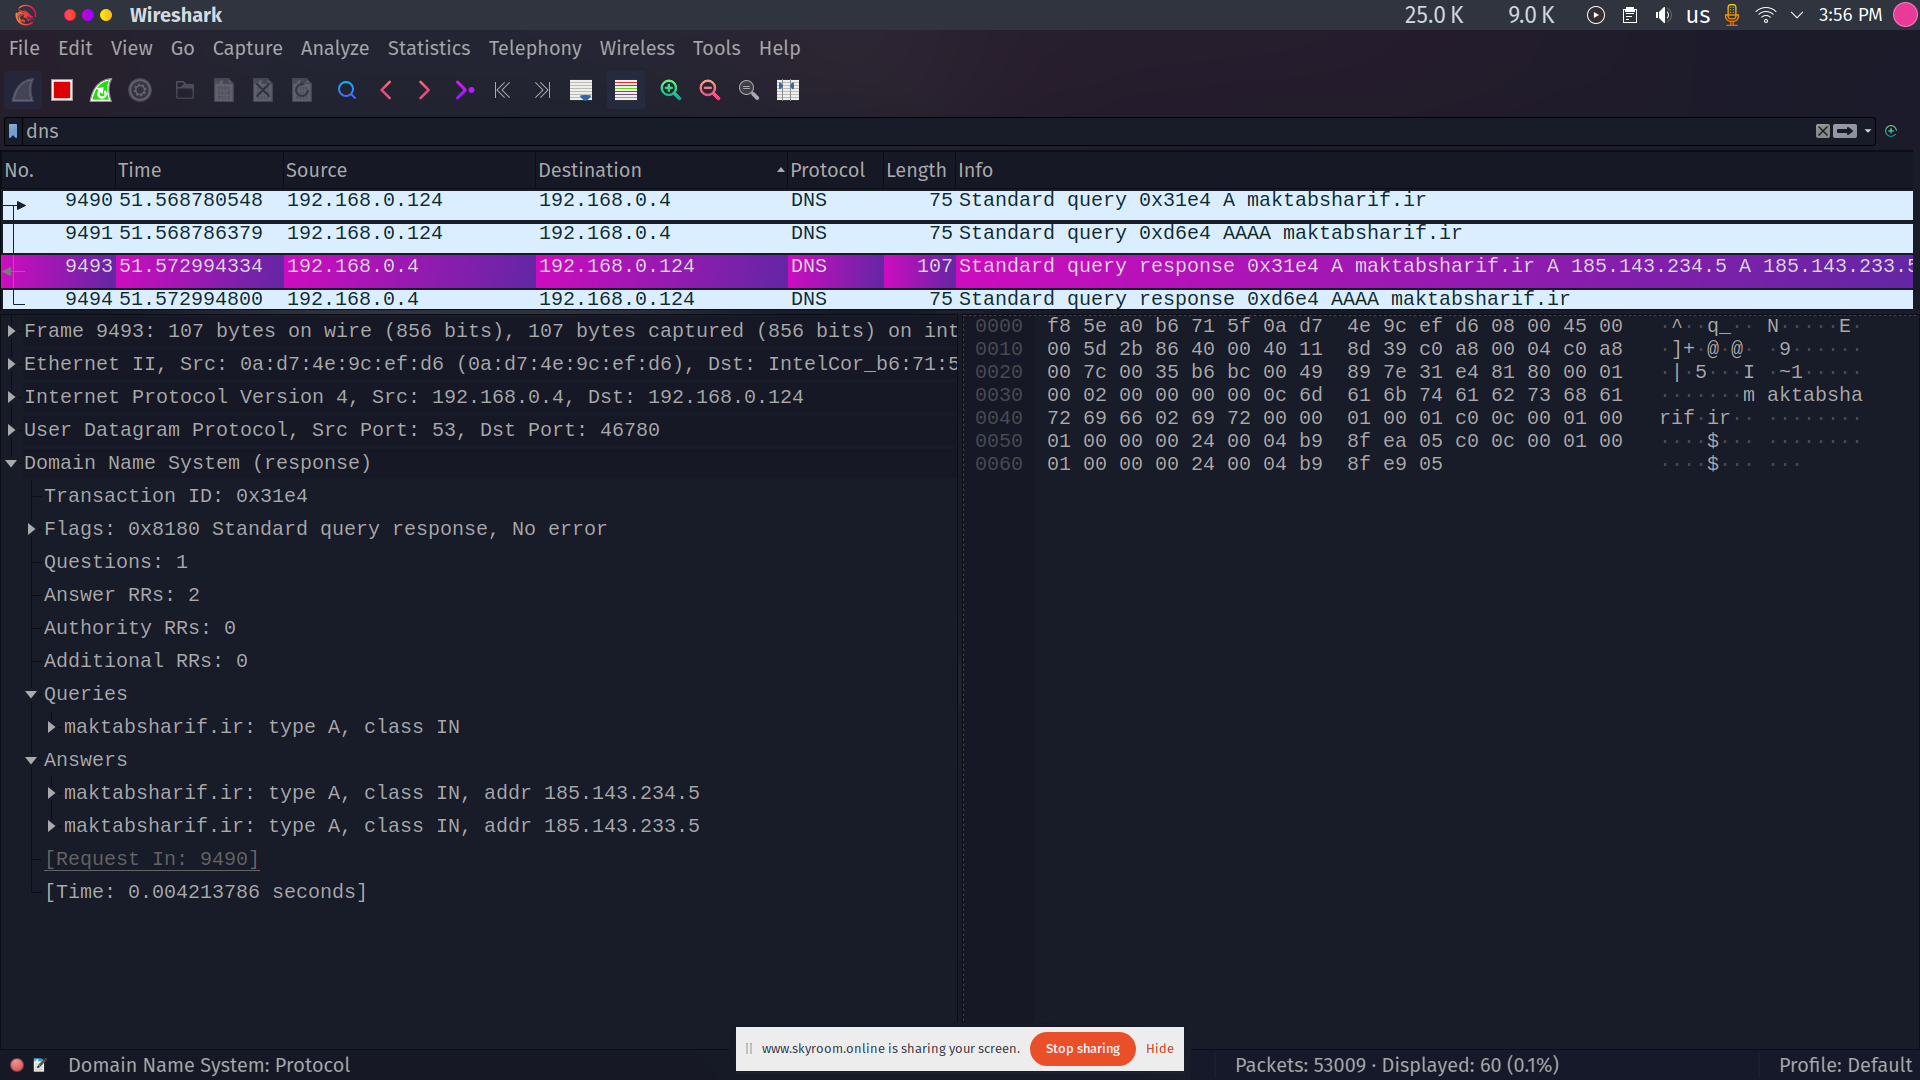 Wireshark
25.0 K 9.0 K us 3:56 PM
File Edit View Go Capture Analyze Statistics Telephony Wireless Tools Help
dns
No. Time Source Destination Protocol Length Info
9490 51.568780548 192.168.0.124 192.168.0.4 DNS 75 Standard query 0x31e4 A maktabsharif.ir
9491 51.568786379 192.168.0.124 192.168.0.4 DNS 75 Standard query 0xd6e4 AAAA maktabsharif.ir
9493 51.572994334 192.168.0.4 192.168.0.124 DNS 107 Standard query response 0x31e4 A maktabsharif.ir A 185.143.234.5 A 185.143.233.5
9494 51.572994800 192.168.0.4 192.168.0.124 DNS 75 Standard query response 0xd6e4 AAAA maktabsharif.ir
Frame 9493: 107 bytes on wire (856 bits), 107 bytes captured (856 bits) on int
Ethernet II, Src: 0a:d7:4e:9c:ef:d6 (0a:d7:4e:9c:ef:d6), Dst: IntelCor_b6:71:5
Internet Protocol Version 4, Src: 192.168.0.4, Dst: 192.168.0.124
User Datagram Protocol, Src Port: 53, Dst Port: 46780
Domain Name System (response)
Transaction ID: 0x31e4
Flags: 0x8180 Standard query response, No error
Questions: 1
Answer RRs: 2
Authority RRs: 0
Additional RRs: 0
Queries
maktabsharif.ir: type A, class IN
Answers
maktabsharif.ir: type A, class IN, addr 185.143.234.5
maktabsharif.ir: type A, class IN, addr 185.143.233.5
[Request In: 9490]
[Time: 0.004213786 seconds]
0000 f8 5e a0 b6 71 5f 0a d7 4e 9c ef d6 08 00 45 00 ·^··q_·· N·····E·
0010 00 5d 2b 86 40 00 40 11 8d 39 c0 a8 00 04 c0 a8 ·]+·@·@· ·9······
0020 00 7c 00 35 b6 bc 00 49 89 7e 31 e4 81 80 00 01 ·|·5···I ·~1·····
0030 00 02 00 00 00 00 0c 6d 61 6b 74 61 62 73 68 61 ·······m aktabsha
0040 72 69 66 02 69 72 00 00 01 00 01 c0 0c 00 01 00 rif·ir·· ········
0050 01 00 00 00 24 00 04 b9 8f ea 05 c0 0c 00 01 00 ····$··· ········
0060 01 00 00 00 24 00 04 b9 8f e9 05 ····$··· ···
www.skyroom.online is sharing your screen. Stop sharing Hide
Domain Name System: Protocol Packets: 53009 · Displayed: 60 (0.1%) Profile: Default